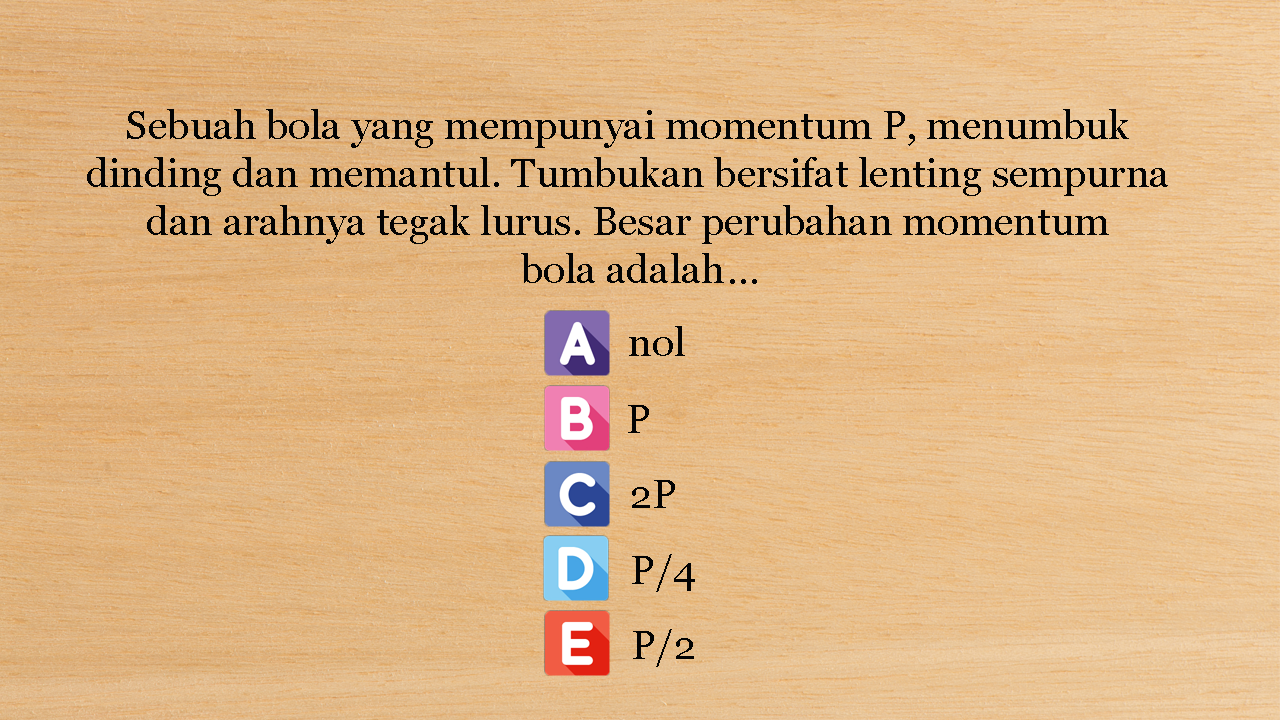 Sebuah bola yang mempunyai momentum P, menumbuk
dinding dan memantul. Tumbukan bersifat lenting sempurna
dan arahnya tegak lurus. Besar perubahan momentum
bola adalah...
A nol
B P
C 2P
D P/4
E P/2